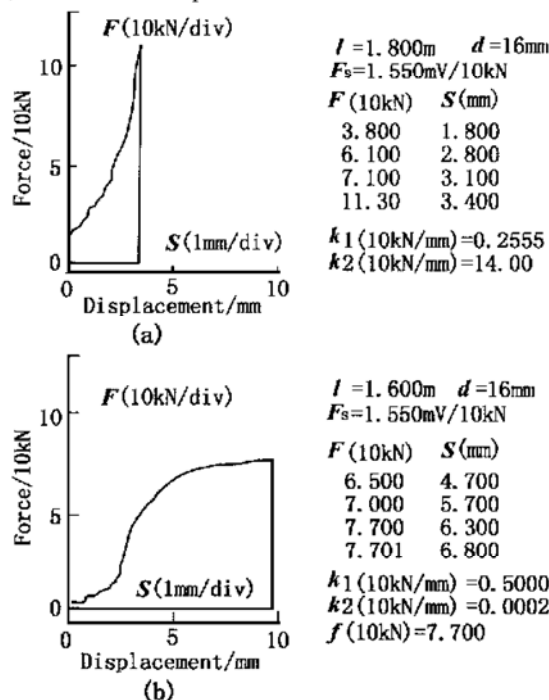 F(10kN/div)
Force/10kN
10
5
0
S(1mm/div)
0 5 10
Displacement/mm
(a)
l=1.800m d=16mm
Fs=1.550mV/10kN
F(10kN) S(mm)
3.800 1.800
6.100 2.800
7.100 3.100
11.30 3.400
k1(10kN/mm)=0.2555
k2(10kN/mm)=14.00
F(10kN/div)
Force/10kN
10
5
0
S(1mm/div)
0 5 10
Displacement/mm
(b)
l=1.600m d=16mm
Fs=1.550mV/10kN
F(10kN) S(mm)
6.500 4.700
7.000 5.700
7.700 6.300
7.701 6.800
k1(10kN/mm)=0.5000
k2(10kN/mm)=0.0002
f(10kN)=7.700